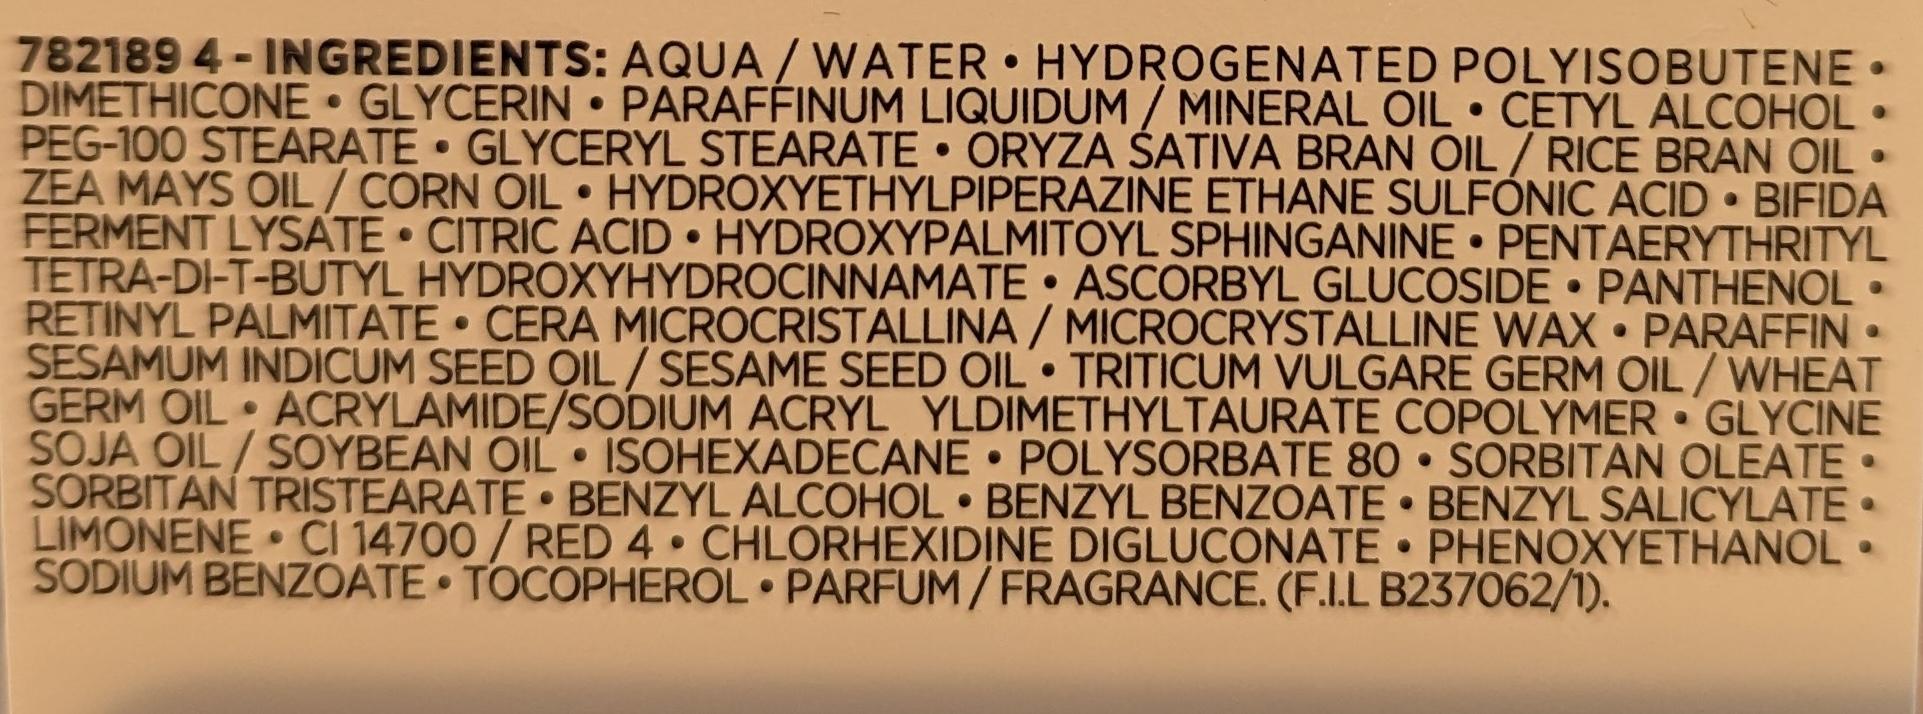 782189 4 - INGREDIENTS: AQUA / WATER • HYDROGENATED POLYISOBUTENE •
DIMETHICONE • GLYCERIN • PARAFFINUM LIQUIDUM / MINERAL OIL • CETYL ALCOHOL •
PEG-100 STEARATE • GLYCERYL STEARATE • ORYZA SATIVA BRAN OIL / RICE BRAN OIL •
ZEA MAYS OIL / CORN OIL • HYDROXYETHYLPIPERAZINE ETHANE SULFONIC ACID • BIFIDA
FERMENT LYSATE • CITRIC ACID • HYDROXYPALMITOYL SPHINGANINE • PENTAERYTHRITYL
TETRA-DI-T-BUTYL HYDROXYHYDROCINNAMATE • ASCORBYL GLUCOSIDE • PANTHENOL •
RETINYL PALMITATE • CERA MICROCRISTALLINA / MICROCRYSTALLINE WAX • PARAFFIN •
SESAMUM INDICUM SEED OIL / SESAME SEED OIL • TRITICUM VULGARE GERM OIL / WHEAT
GERM OIL • ACRYLAMIDE/SODIUM ACRYL YLDIMETHYLTAURATE COPOLYMER • GLYCINE
SOJA OIL / SOYBEAN OIL • ISOHEXADECANE • POLYSORBATE 80 • SORBITAN OLEATE •
SORBITAN TRISTEARATE • BENZYL ALCOHOL • BENZYL BENZOATE • BENZYL SALICYLATE •
LIMONENE • CI 14700 / RED 4 • CHLORHEXIDINE DIGLUCONATE • PHENOXYETHANOL •
SODIUM BENZOATE • TOCOPHEROL • PARFUM / FRAGRANCE. (F.I.L B237062/1).